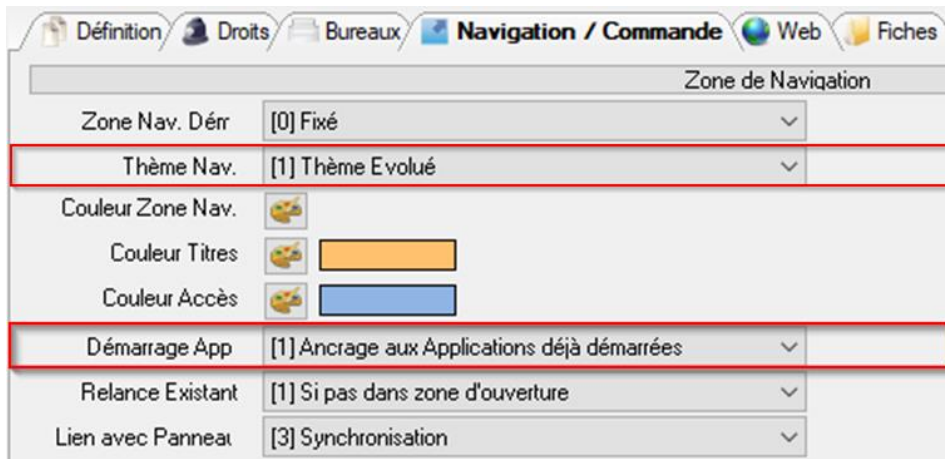 Définition Droits Bureaux Navigation / Commande Web Fiches
Zone de Navigation
Zone Nav. Dérr [0] Fixé
Thème Nav. [1] Thème Evolué
Couleur Zone Nav.
Couleur Titres
Couleur Accès
Démarrage App [1] Ancrage aux Applications déjà démarrées
Relance Existant [1] Si pas dans zone d'ouverture
Lien avec Panneau [3] Synchronisation